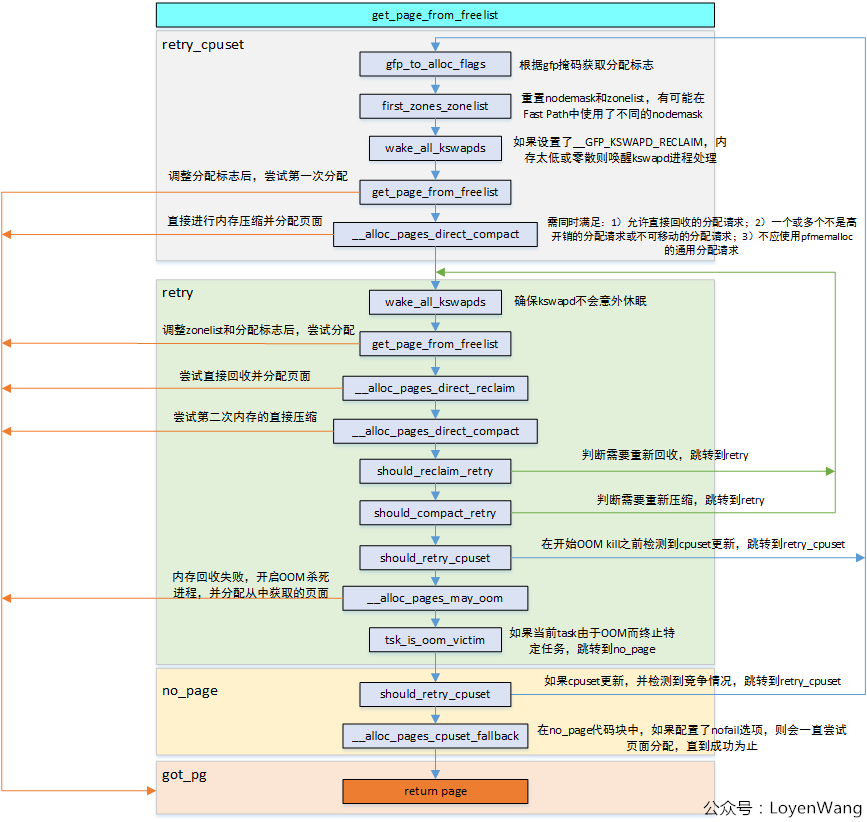 get_page_from_freelist
retry_cpuset
gfp_to_alloc_flags
根据gfp掩码获取分配标志
first_zones_zonelist
重置nodemask和zonelist，有可能在
Fast Path中使用了不同的nodemask
wake_all_kswapds
如果设置了__GFP_KSWAPD_RECLAIM，内
存太低或零散则唤醒kswapd进程处理
调整分配标志后，尝试第一次分配
get_page_from_freelist
直接进行内存压缩并分配页面
__alloc_pages_direct_compact
需同时满足：1）允许直接回收的分配请求；2）一个或多个不是高
开销的分配请求或不可移动的分配请求；3）不应使用pfmemalloc
的通用分配请求
retry
wake_all_kswapds
确保kswapd不会意外休眠
调整zonelist和分配标志后，尝试分配
get_page_from_freelist
尝试直接回收并分配页面
__alloc_pages_direct_reclaim
尝试第二次内存的直接压缩
__alloc_pages_direct_compact
判断需要重新回收，跳转到retry
should_reclaim_retry
判断需要重新压缩，跳转到retry
should_compact_retry
在开始OOM kill之前检测到cpuset更新，跳转到retry_cpuset
should_retry_cpuset
内存回收失败，开启OOM杀死
进程，并分配从中获取的页面
__alloc_pages_may_oom
tsk_is_oom_victim
如果当前task由于OOM而终止特
定任务，跳转到no_page
no_page
如果cpuset更新，并检测到竞争情况，跳转到retry_cpuset
should_retry_cpuset
__alloc_pages_cpuset_fallback
在no_page代码块中，如果配置了nofail选项，则会一直尝试
页面分配，直到成功为止
got_pg
return page
公众号：LoyenWang